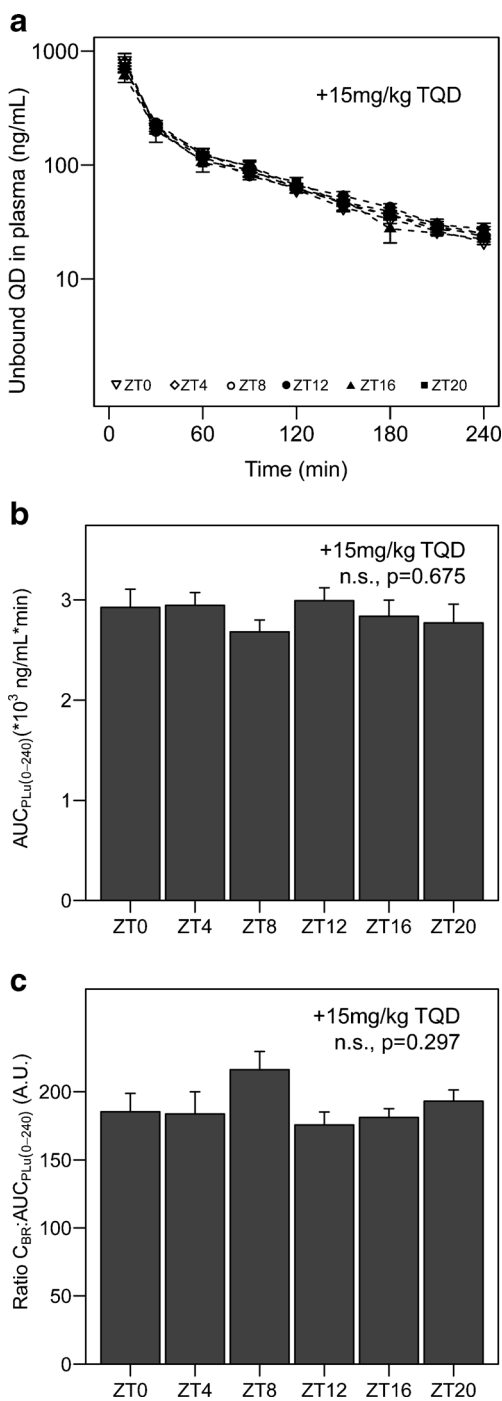 a
1000
100
10
Unbound QD in plasma (ng/mL)
+15mg/kg TQD
ZT0 ZT4 ZT8 ZT12 ZT16 ZT20
0 60 120 180 240
Time (min)
b
+15mg/kg TQD
n.s., p=0.675
3
2
1
0
AUCPLu(0–240)(*10³ ng/mL*min)
ZT0 ZT4 ZT8 ZT12 ZT16 ZT20
c
+15mg/kg TQD
n.s., p=0.297
200
150
100
50
0
Ratio CBR:AUCPLu(0–240) (A.U.)
ZT0 ZT4 ZT8 ZT12 ZT16 ZT20